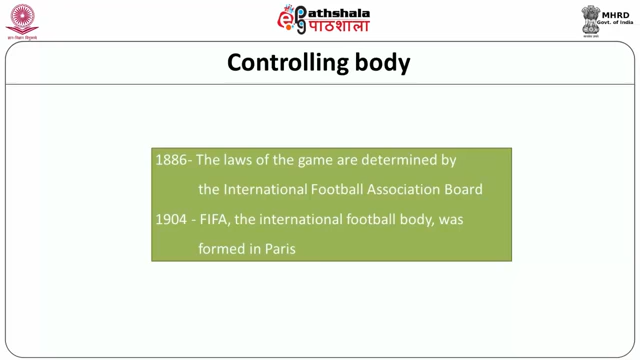 Pathshala
पाठशाला
MHRD
Govt. of India
Controlling body
1886- The laws of the game are determined by
the International Football Association Board
1904 - FIFA, the international football body, was
formed in Paris